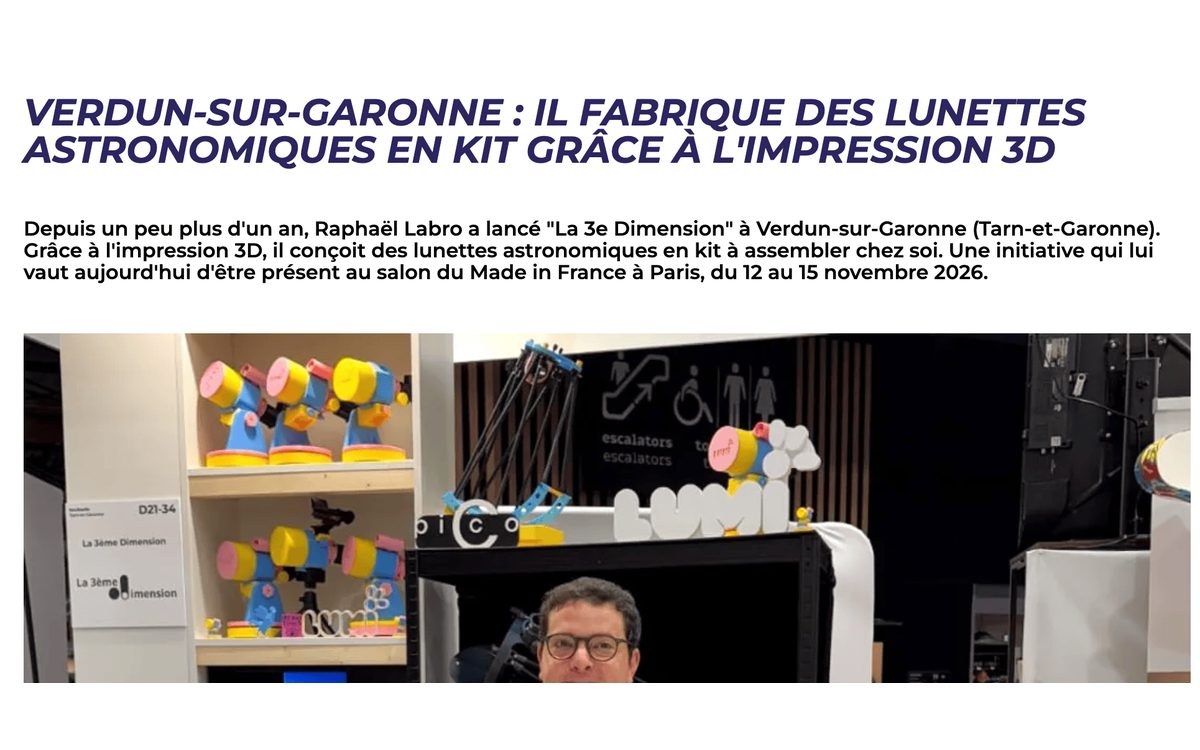 VERDUN-SUR-GARONNE : IL FABRIQUE DES LUNETTES
ASTRONOMIQUES EN KIT GRÂCE À L'IMPRESSION 3D
Depuis un peu plus d'un an, Raphaël Labro a lancé "La 3e Dimension" à Verdun-sur-Garonne (Tarn-et-Garonne).
Grâce à l'impression 3D, il conçoit des lunettes astronomiques en kit à assembler chez soi. Une initiative qui lui
vaut aujourd'hui d'être présent au salon du Made in France à Paris, du 12 au 15 novembre 2026.
escalators
escalators
D21-34
La 3ème Dimension
La 3ème
Dimension
pico
LUMI